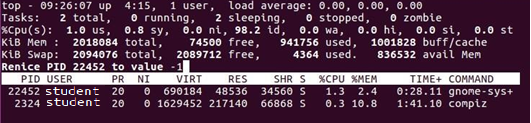 top - 09:26:07 up  4:15,  1 user,  load average: 0.00, 0.00, 0.00
Tasks:   2 total,   0 running,   2 sleeping,   0 stopped,   0 zombie
%Cpu(s):  1.0 us,  0.8 sy,  0.0 ni, 98.2 id,  0.0 wa,  0.0 hi,  0.0 si,  0.0 st
KiB Mem :  2018084 total,    74500 free,   941756 used,  1001828 buff/cache
KiB Swap:  2094076 total,  2089712 free,     4364 used.   836532 avail Mem
Renice PID 22452 to value -1
  PID USER      PR  NI    VIRT    RES    SHR S  %CPU %MEM     TIME+ COMMAND
22452 student   20   0  690184  48536  34560 S   1.3  2.4   0:28.11 gnome-sys+
 2324 student   20   0 1629452 217140  66868 S   0.3 10.8   1:41.10 compiz